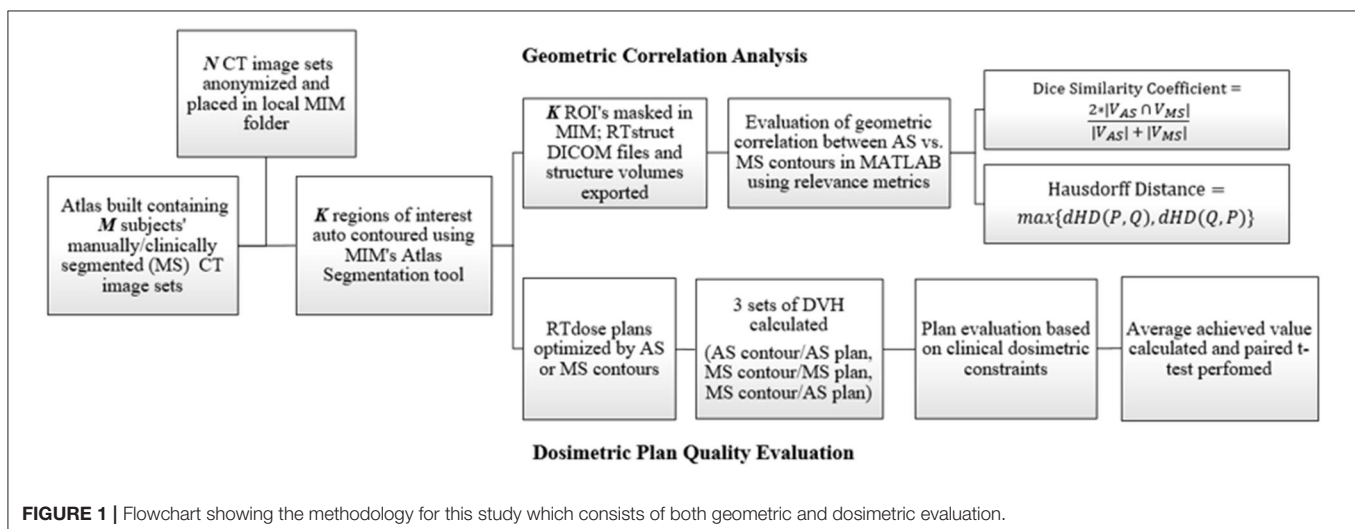 N CT image sets
anonymized and
placed in local MIM
folder
Atlas built containing
M subjects'
manually/clinically
segmented (MS) CT
image sets
K regions of interest
auto contoured using
MIM's Atlas
Segmentation tool
Geometric Correlation Analysis
K ROI's masked in
MIM; RTstruct
DICOM files and
structure volumes
exported
Evaluation of geometric
correlation between AS vs.
MS contours in MATLAB
using relevance metrics
Dice Similarity Coefficient =
2*|V_AS ∩ V_MS|
|V_AS| + |V_MS|
Hausdorff Distance =
max{dHD(P, Q), dHD(Q, P)}
RTdose plans
optimized by AS
or MS contours
3 sets of DVH
calculated
(AS contour/AS plan,
MS contour/MS plan,
MS contour/AS plan)
Plan evaluation based
on clinical dosimetric
constraints
Average achieved value
calculated and paired t-
test perfomed
Dosimetric Plan Quality Evaluation
FIGURE 1 | Flowchart showing the methodology for this study which consists of both geometric and dosimetric evaluation.